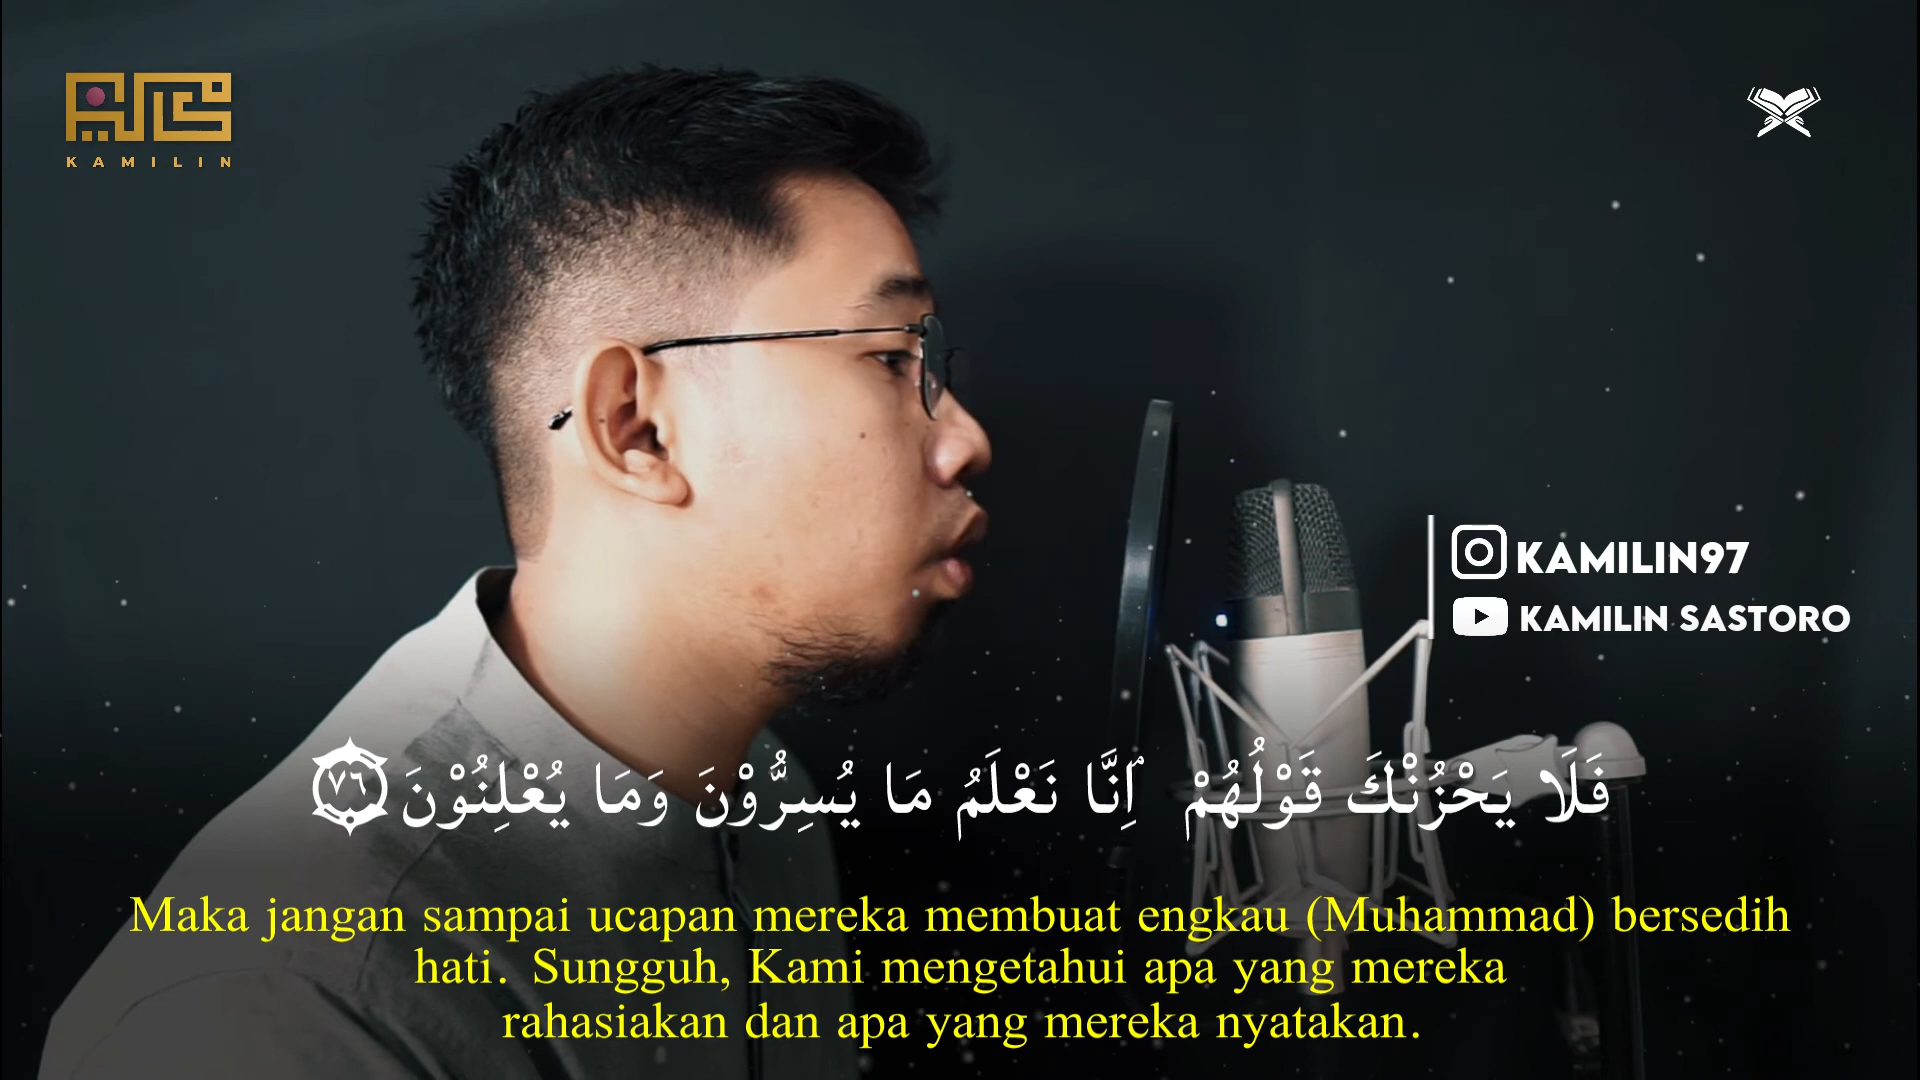 KAMILIN
KAMILIN97
KAMILIN SASTORO
فَلَا يَحْزُنْكَ قَوْلُهُمْ ۘاِنَّا نَعْلَمُ مَا يُسِرُّوْنَ وَمَا يُعْلِنُوْنَ ٧٦
Maka jangan sampai ucapan mereka membuat engkau (Muhammad) bersedih
hati. Sungguh, Kami mengetahui apa yang mereka
rahasiakan dan apa yang mereka nyatakan.